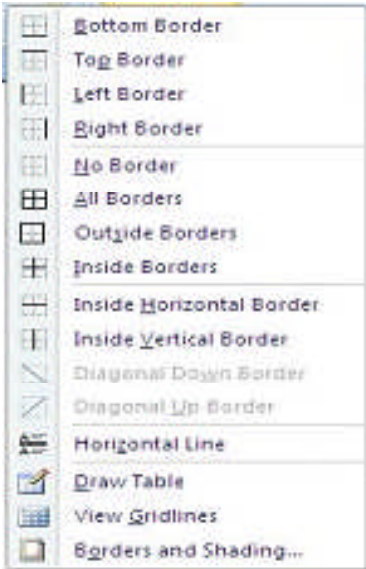 Bottom Border
Top Border
Left Border
Right Border
No Border
All Borders
Outside Borders
Inside Borders
Inside Horizontal Border
Inside Vertical Border
Diagonal Down Border
Diagonal Up Border
Horizontal Line
Draw Table
View Gridlines
Borders and Shading...